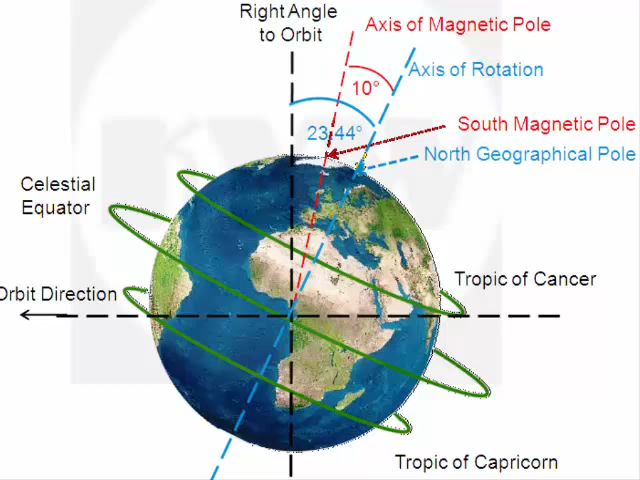 Right Angle
to Orbit
Axis of Magnetic Pole
Axis of Rotation
10°
23,44°
South Magnetic Pole
North Geographical Pole
Celestial
Equator
Orbit Direction
Tropic of Cancer
Tropic of Capricorn